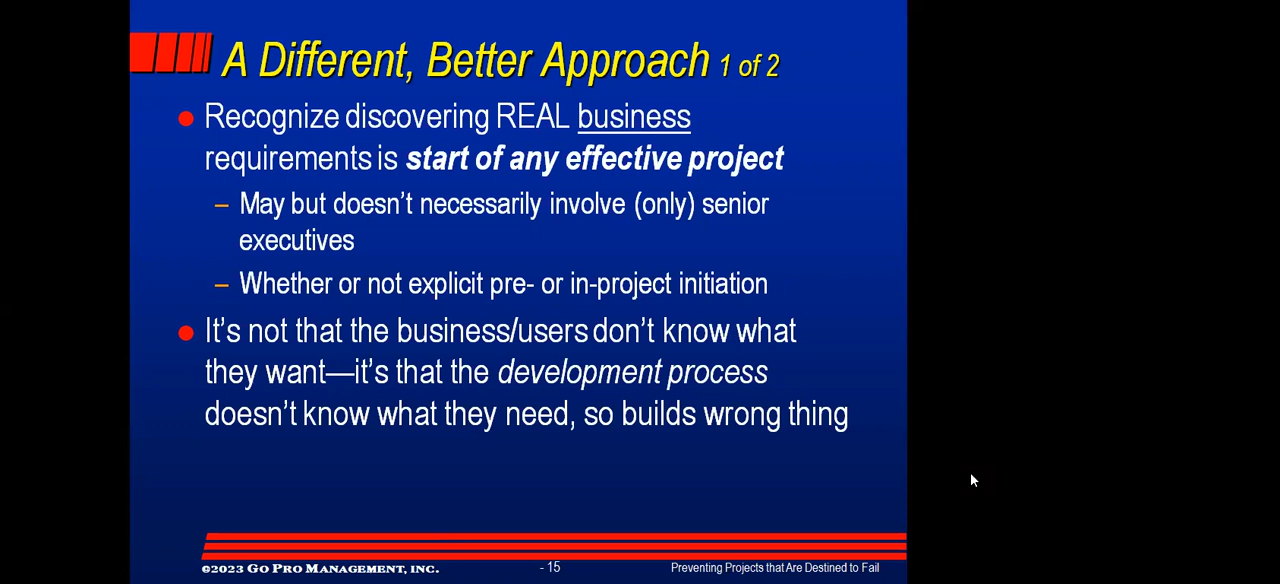 A Different, Better Approach 1 of 2
● Recognize discovering REAL business
requirements is start of any effective project
– May but doesn’t necessarily involve (only) senior
executives
– Whether or not explicit pre- or in-project initiation
● It’s not that the business/users don’t know what
they want—it’s that the development process
doesn’t know what they need, so builds wrong thing
©2023 GO PRO MANAGEMENT, INC. - 15 Preventing Projects that Are Destined to Fail